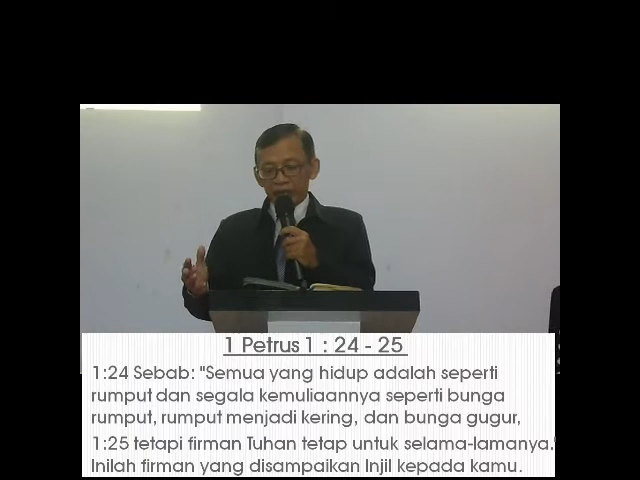 1 Petrus 1 : 24 - 25
1:24 Sebab: "Semua yang hidup adalah seperti
rumput dan segala kemuliaannya seperti bunga
rumput, rumput menjadi kering, dan bunga gugur,
1:25 tetapi firman Tuhan tetap untuk selama-lamanya."
Inilah firman yang disampaikan Injil kepada kamu.